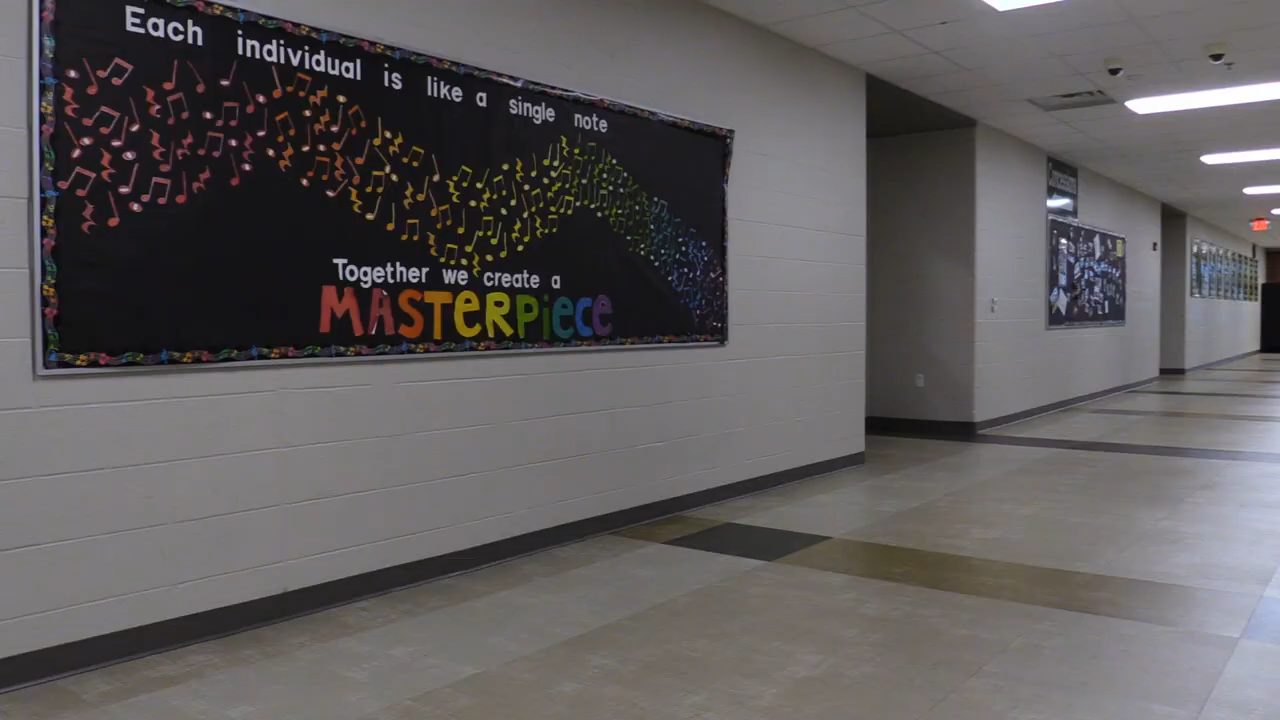 Each individual is like a single note
Together we create a
MASTERPIECE